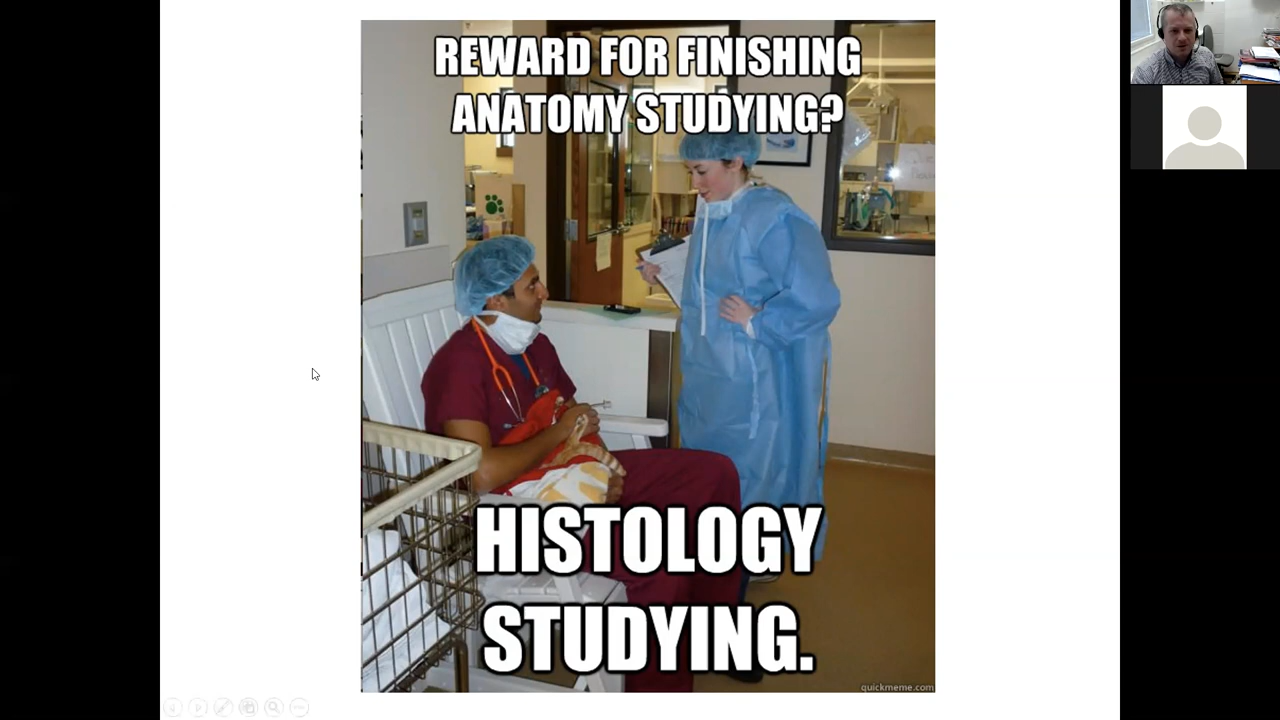 REWARD FOR FINISHING
ANATOMY STUDYING?
HISTOLOGY
STUDYING.
quickmeme.com